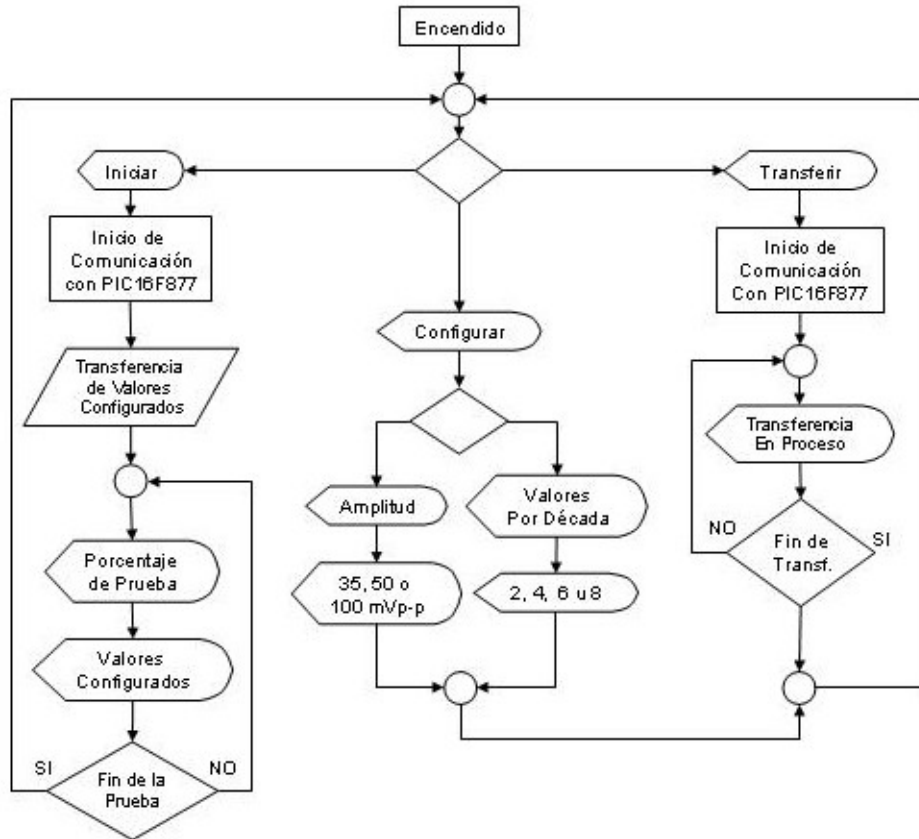 Encendido
Iniciar
Transferir
Inicio de
Comunicación
con PIC16F877
Inicio de
Comunicación
Con PIC16F877
Configurar
Transferencia
de Valores
Configurados
Transferencia
En Proceso
Amplitud
Valores
Por Década
NO
SI
Fin de
Transf.
Porcentaje
de Prueba
35, 50 o
100 mVp-p
2, 4, 6 u 8
Valores
Configurados
SI
NO
Fin de la
Prueba